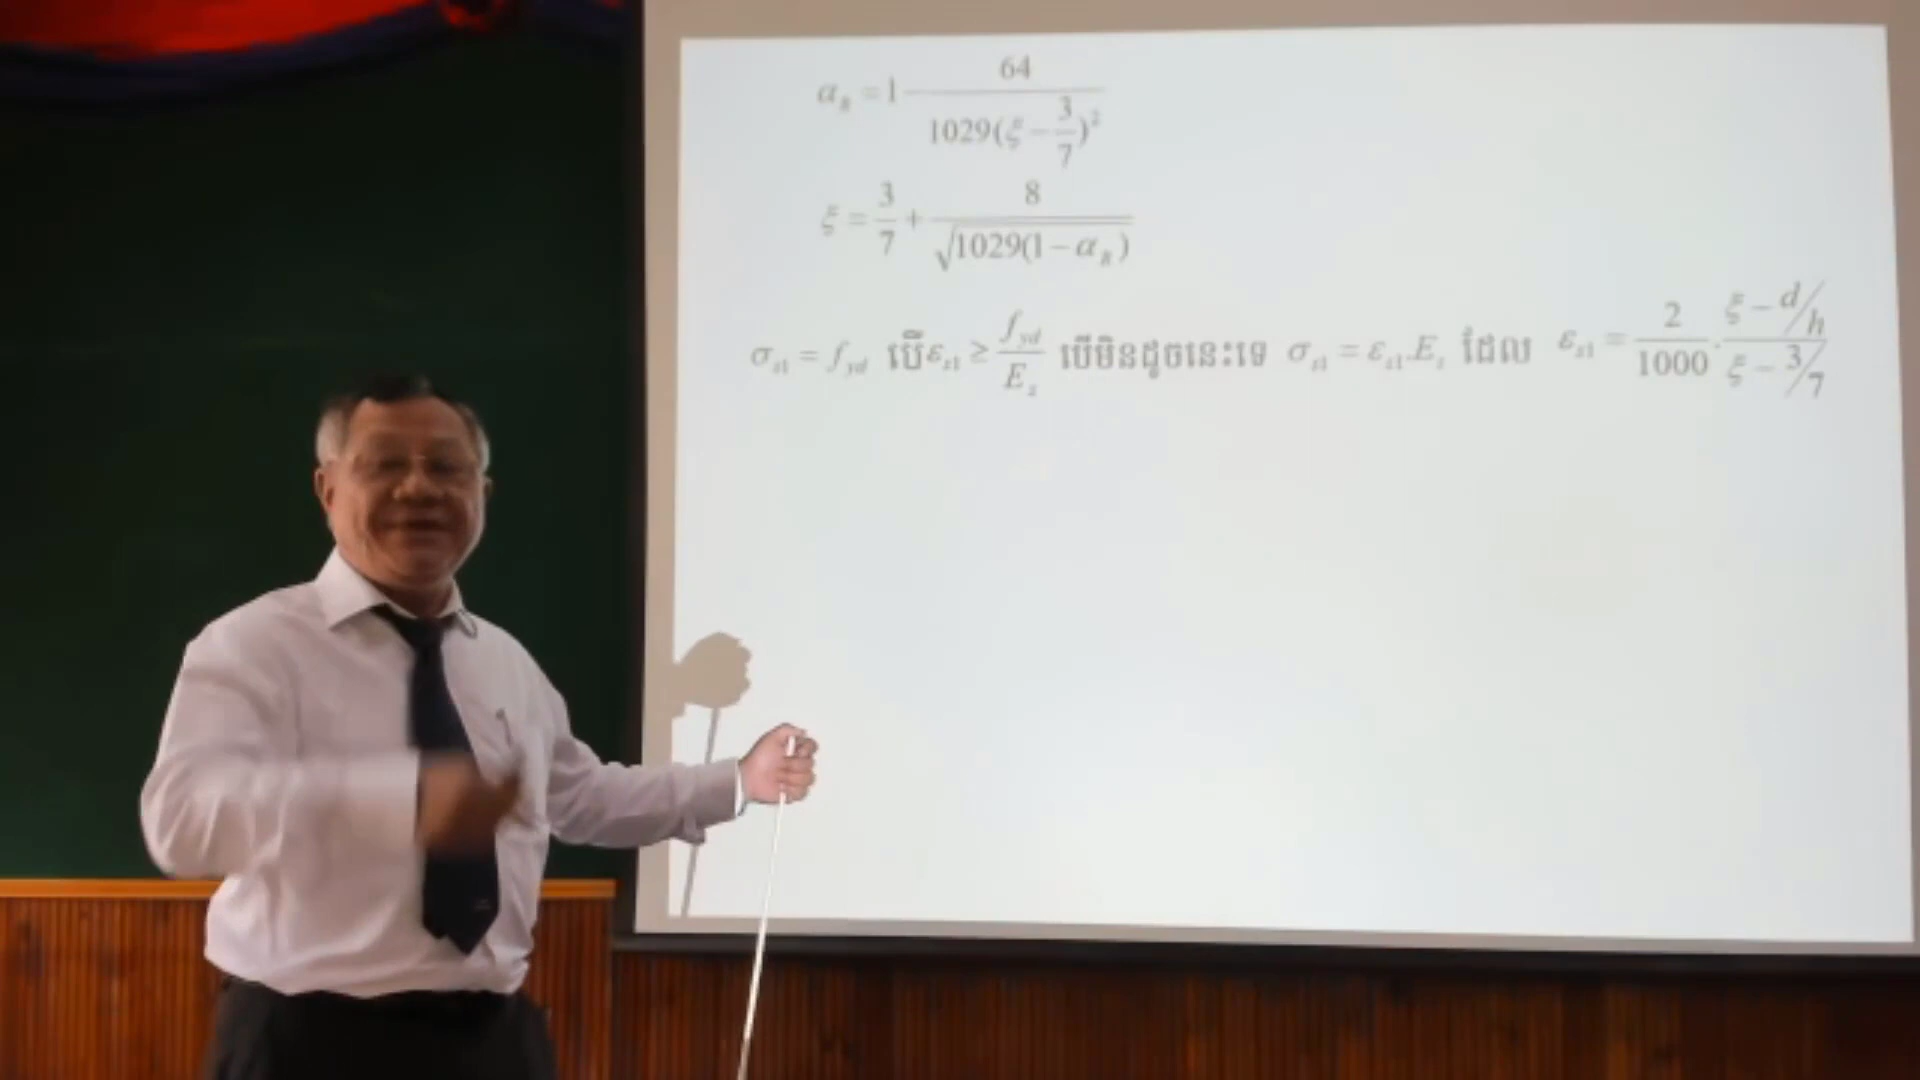 α_R = 1 64/(1029(ξ − 3/7)²)
ξ = 3/7 + 8/√(1029(1 − α_R))
σ_s1 = f_yd បើ ε_s1 ≥ f_yd/E_s បើមិនដូចនេះទេ σ_s1 = ε_s1.E_s ដែល ε_s1 = 2/1000 . (ξ − d/h)/(ξ − 3/7)